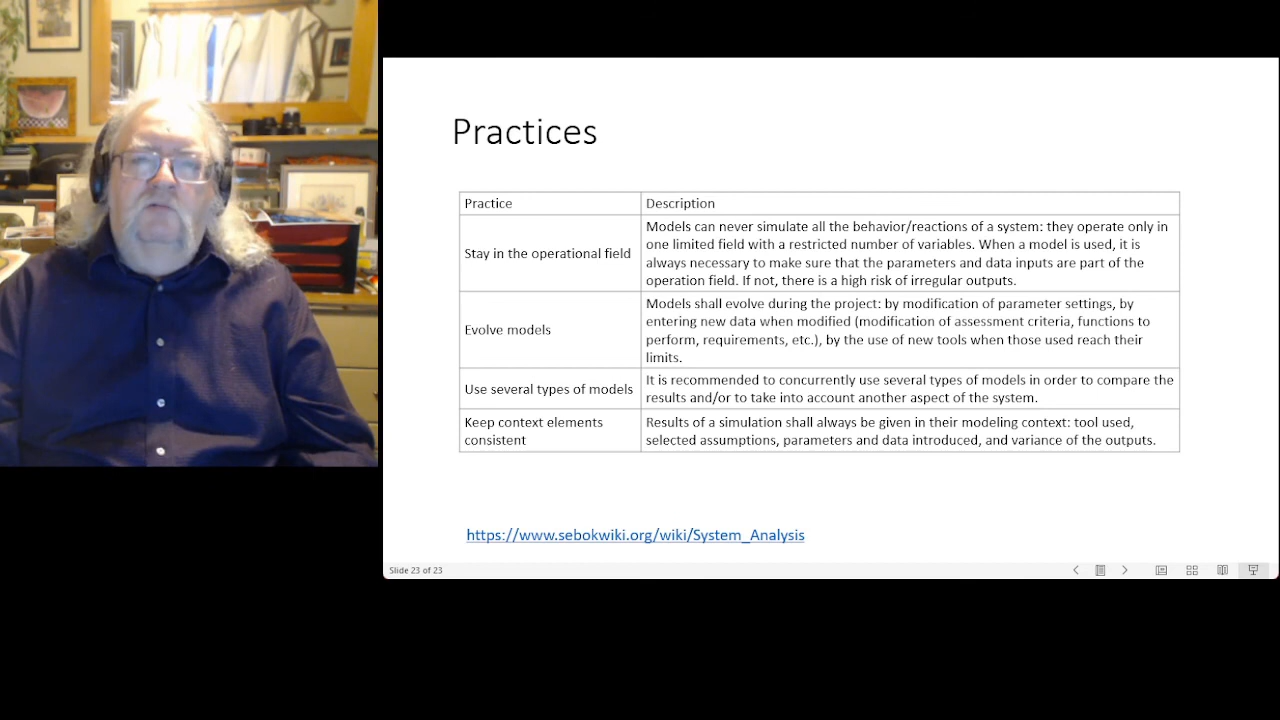 Practices
Practice
Description
Stay in the operational field
Models can never simulate all the behavior/reactions of a system: they operate only in
one limited field with a restricted number of variables. When a model is used, it is
always necessary to make sure that the parameters and data inputs are part of the
operation field. If not, there is a high risk of irregular outputs.
Evolve models
Models shall evolve during the project: by modification of parameter settings, by
entering new data when modified (modification of assessment criteria, functions to
perform, requirements, etc.), by the use of new tools when those used reach their
limits.
Use several types of models
It is recommended to concurrently use several types of models in order to compare the
results and/or to take into account another aspect of the system.
Keep context elements
consistent
Results of a simulation shall always be given in their modeling context: tool used,
selected assumptions, parameters and data introduced, and variance of the outputs.
https://www.sebokwiki.org/wiki/System_Analysis
Slide 23 of 23